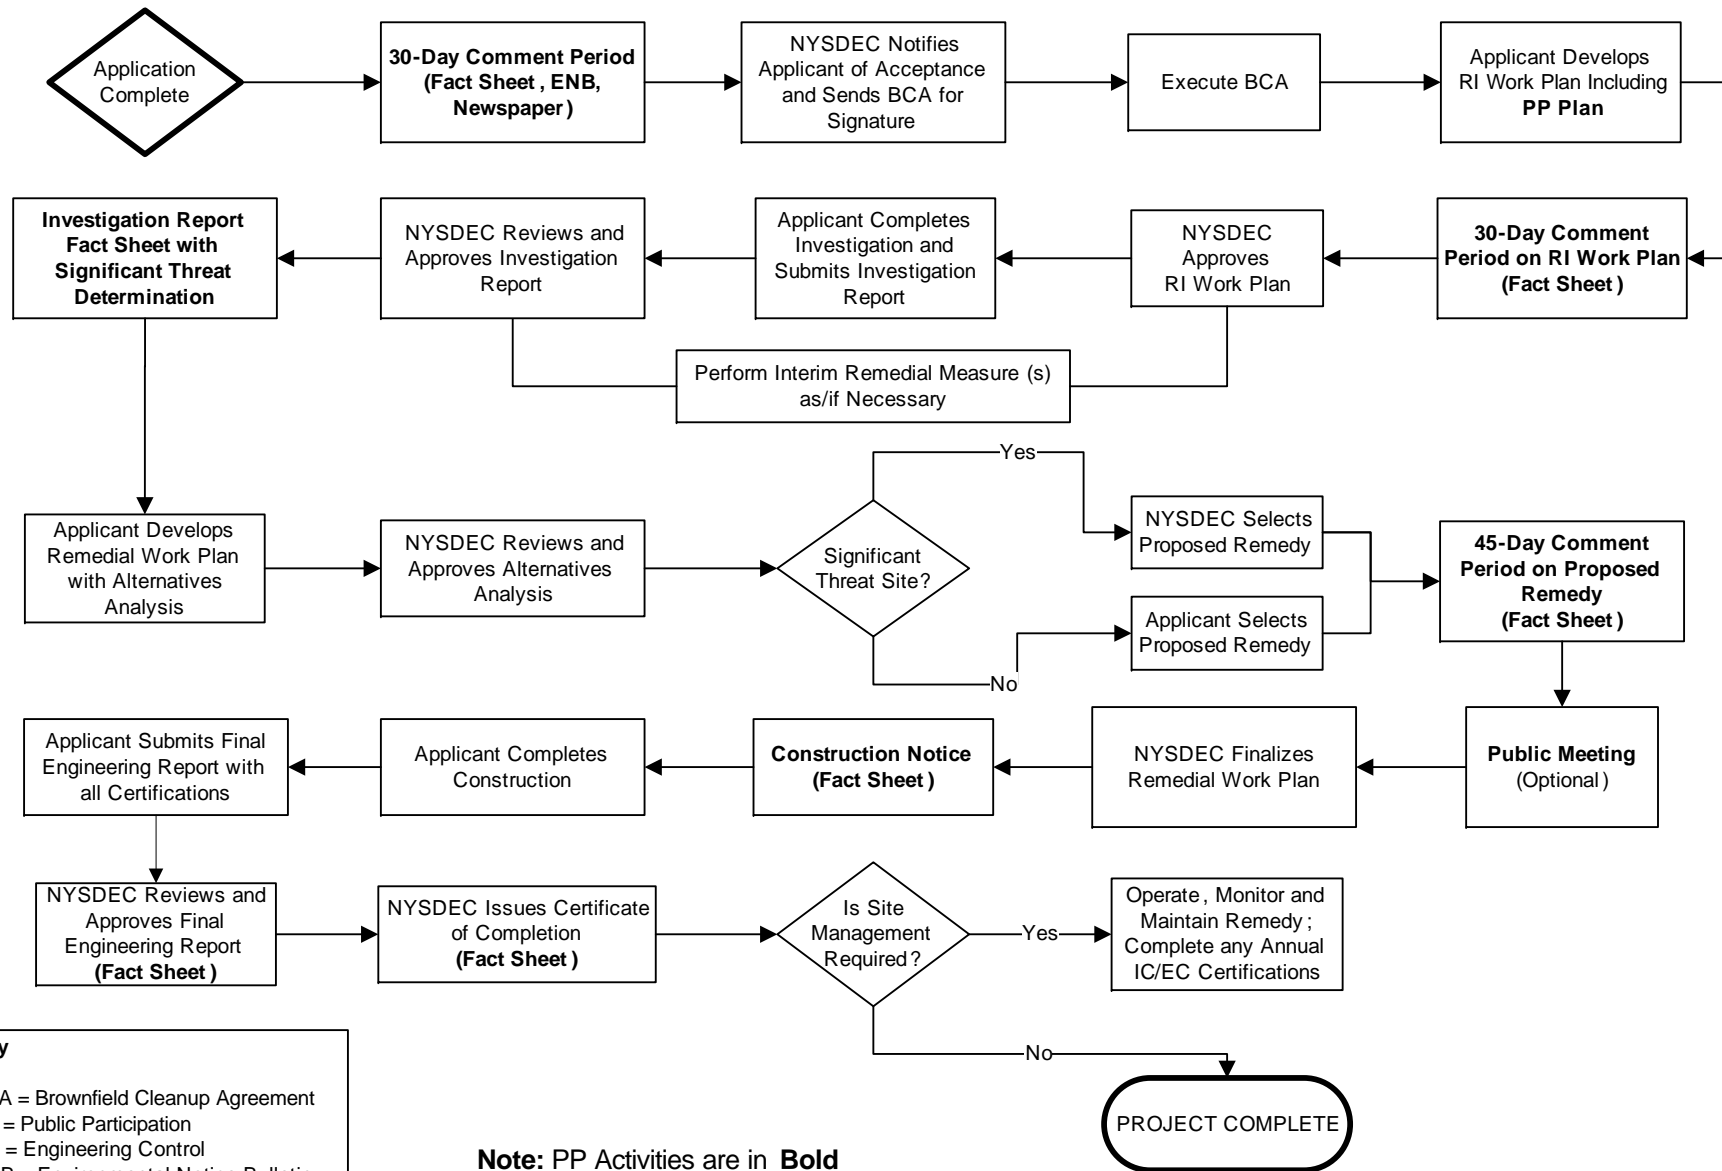 Application
Complete
30-Day Comment Period
(Fact Sheet , ENB,
Newspaper )
NYSDEC Notifies
Applicant of Acceptance
and Sends BCA for
Signature
Execute BCA
Applicant Develops
RI Work Plan Including
PP Plan
30-Day Comment
Period on RI Work Plan
(Fact Sheet )
NYSDEC
Approves
RI Work Plan
Applicant Completes
Investigation and
Submits Investigation
Report
NYSDEC Reviews and
Approves Investigation
Report
Investigation Report
Fact Sheet with
Significant Threat
Determination
Perform Interim Remedial Measure (s)
as/if Necessary
Applicant Develops
Remedial Work Plan
with Alternatives
Analysis
NYSDEC Reviews and
Approves Alternatives
Analysis
Significant
Threat Site?
Yes
NYSDEC Selects
Proposed Remedy
No
Applicant Selects
Proposed Remedy
45-Day Comment
Period on Proposed
Remedy
(Fact Sheet )
Public Meeting
(Optional )
NYSDEC Finalizes
Remedial Work Plan
Construction Notice
(Fact Sheet )
Applicant Completes
Construction
Applicant Submits Final
Engineering Report with
all Certifications
NYSDEC Reviews and
Approves Final
Engineering Report
(Fact Sheet )
NYSDEC Issues Certificate
of Completion
(Fact Sheet )
Is Site
Management
Required ?
Yes
Operate , Monitor and
Maintain Remedy ;
Complete any Annual
IC/EC Certifications
No
PROJECT COMPLETE
y
A = Brownfield Cleanup Agreement
= Public Participation
= Engineering Control
Note: PP Activities are in Bold